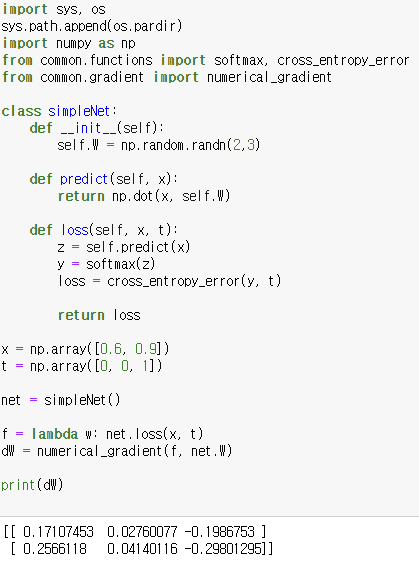 import sys, os
sys.path.append(os.pardir)
import numpy as np
from common.functions import softmax, cross_entropy_error
from common.gradient import numerical_gradient

class simpleNet:
    def __init__(self):
        self.W = np.random.randn(2,3)

    def predict(self, x):
        return np.dot(x, self.W)

    def loss(self, x, t):
        z = self.predict(x)
        y = softmax(z)
        loss = cross_entropy_error(y, t)

        return loss

x = np.array([0.6, 0.9])
t = np.array([0, 0, 1])

net = simpleNet()

f = lambda w: net.loss(x, t)
dW = numerical_gradient(f, net.W)

print(dW)

[[ 0.17107453  0.02760077 -0.1986753 ]
 [ 0.2566118   0.04140116 -0.29801295]]